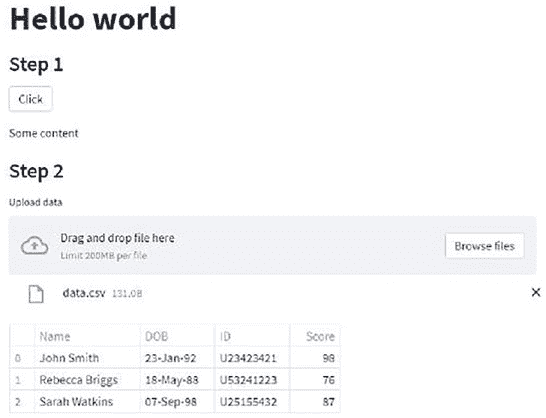 Hello world
Step 1
Click
Some content
Step 2
Upload data
Drag and drop file here
Limit 200MB per file
Browse files
data.csv 131.0B
Name DOB ID Score
0 John Smith 23-Jan-92 U23423421 98
1 Rebecca Briggs 18-May-88 U53241223 76
2 Sarah Watkins 07-Sep-98 U25155432 87